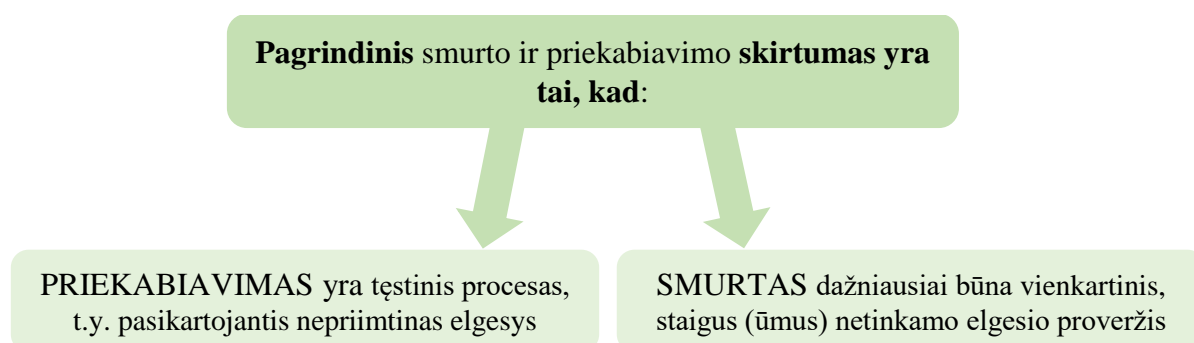 Pagrindinis smurto ir priekabiavimo skirtumas yra
tai, kad:
PRIEKABIAVIMAS yra tęstinis procesas,
t.y. pasikartojantis nepriimtinas elgesys
SMURTAS dažniausiai būna vienkartinis,
staigus (ūmus) netinkamo elgesio proveržis